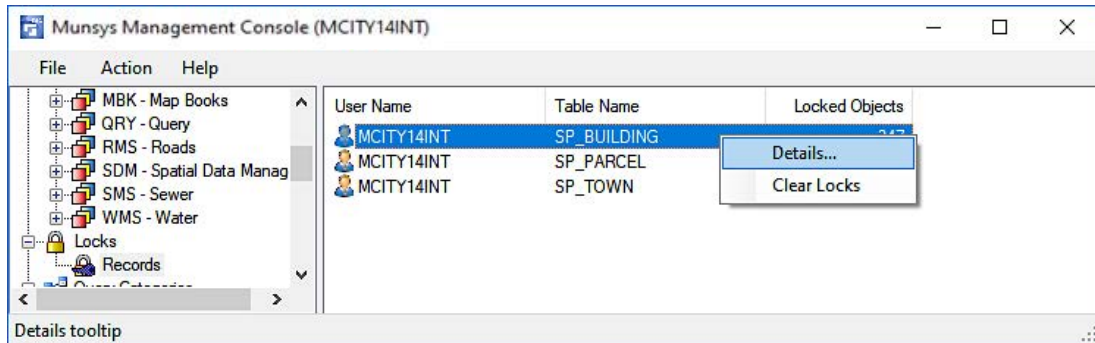 Munsys Management Console (MCITY14INT)
File Action Help
MBK - Map Books
QRY - Query
RMS - Roads
SDM - Spatial Data Manag
SMS - Sewer
WMS - Water
Locks
Records
User Name Table Name Locked Objects
MCITY14INT SP_BUILDING
MCITY14INT SP_PARCEL
MCITY14INT SP_TOWN
Details...
Clear Locks
Details tooltip